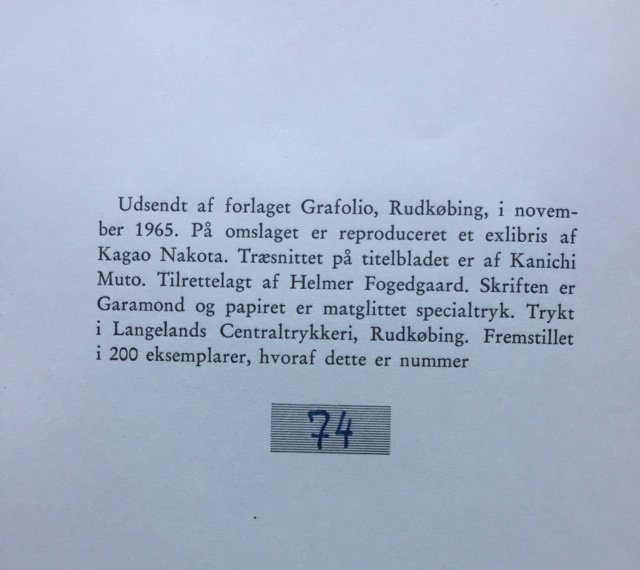 Udsendt af forlaget Grafolio, Rudkøbing, i novem-
ber 1965. På omslaget er reproduceret et exlibris af
Kagao Nakota. Træsnittet på titelbladet er af Kanichi
Muto. Tilrettelagt af Helmer Fogedgaard. Skriften er
Garamond og papiret er matglittet specialtryk. Trykt
i Langelands Centraltrykkeri, Rudkøbing. Fremstillet
i 200 eksemplarer, hvoraf dette er nummer
74